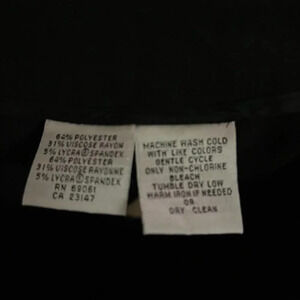 64% POLYESTER
31% VISCOSE RAYON
5% LYCRA® SPANDEX
64% POLYESTER
31% VISCOSE RAYONNE
5% LYCRA® SPANDEX
RN 69061
CA 23147
MACHINE WASH COLD
WITH LIKE COLORS
GENTLE CYCLE
ONLY NON-CHLORINE
BLEACH
TUMBLE DRY LOW
WARM IRON IF NEEDED
OR
DRY CLEAN